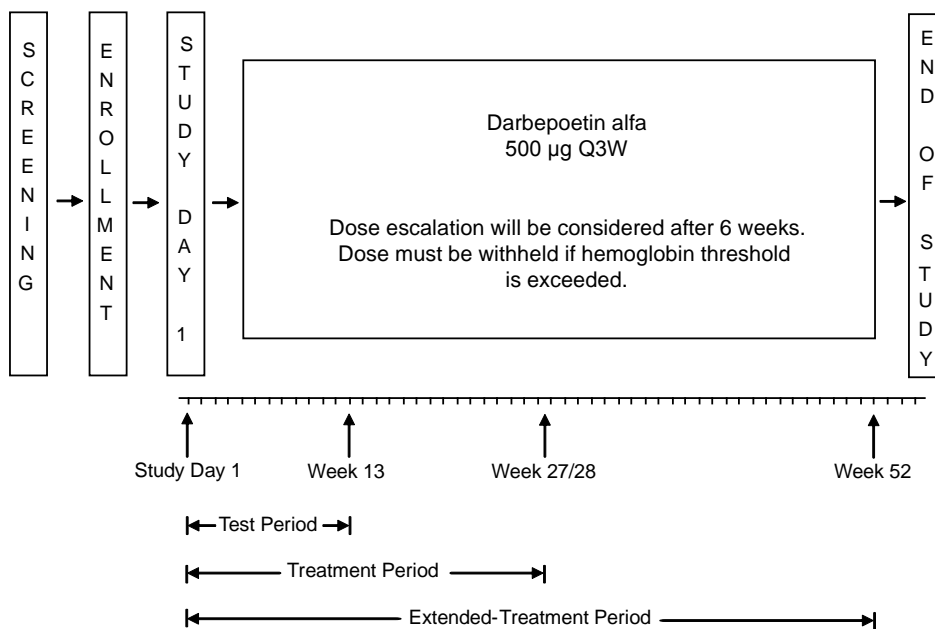 SCREENING
ENROLLMENT
STUDY DAY 1
Darbepoetin alfa
500 µg Q3W
Dose escalation will be considered after 6 weeks.
Dose must be withheld if hemoglobin threshold
is exceeded.
END OF STUDY
Study Day 1
Week 13
Week 27/28
Week 52
Test Period
Treatment Period
Extended-Treatment Period